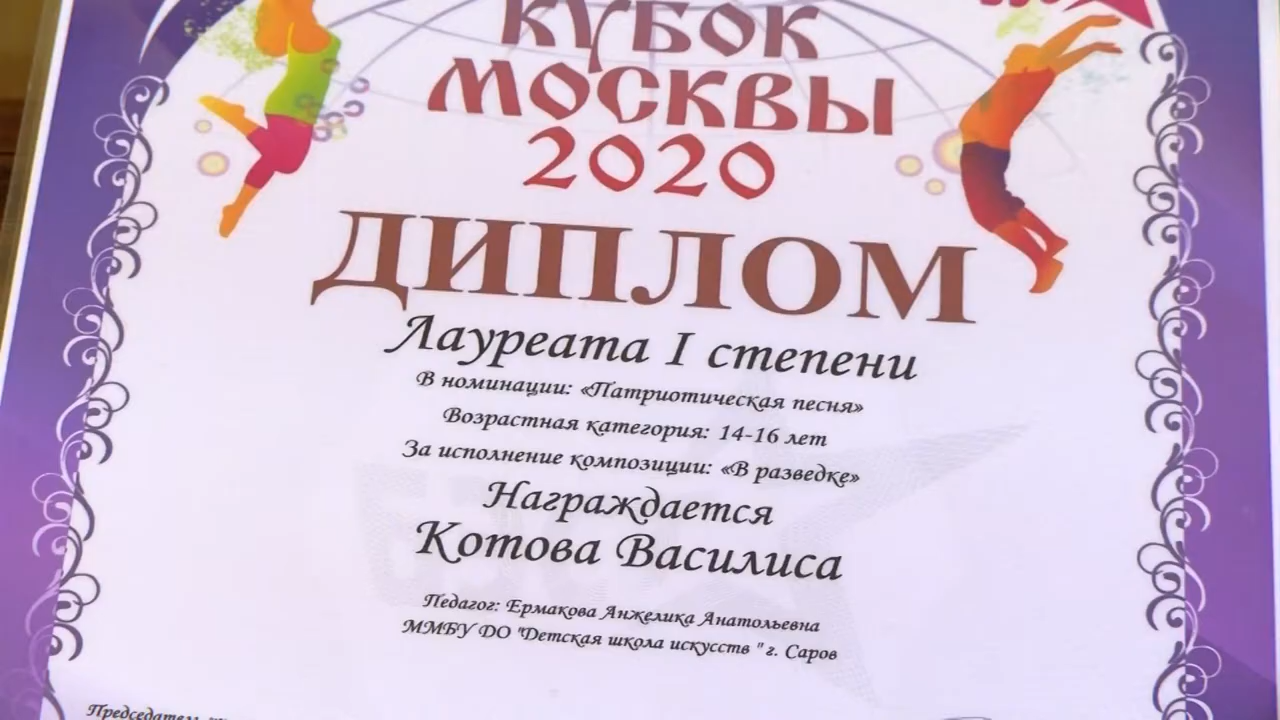 КУБОК
МОСКВЫ
2020
ДИПЛОМ
Лауреата I степени
В номинации: «Патриотическая песня»
Возрастная категория: 14-16 лет
За исполнение композиции: «В разведке»
Награждается
Котова Василиса
Педагог: Ермакова Анжелика Анатольевна
ММБУ ДО "Детская школа искусств " г. Саров
Председатель